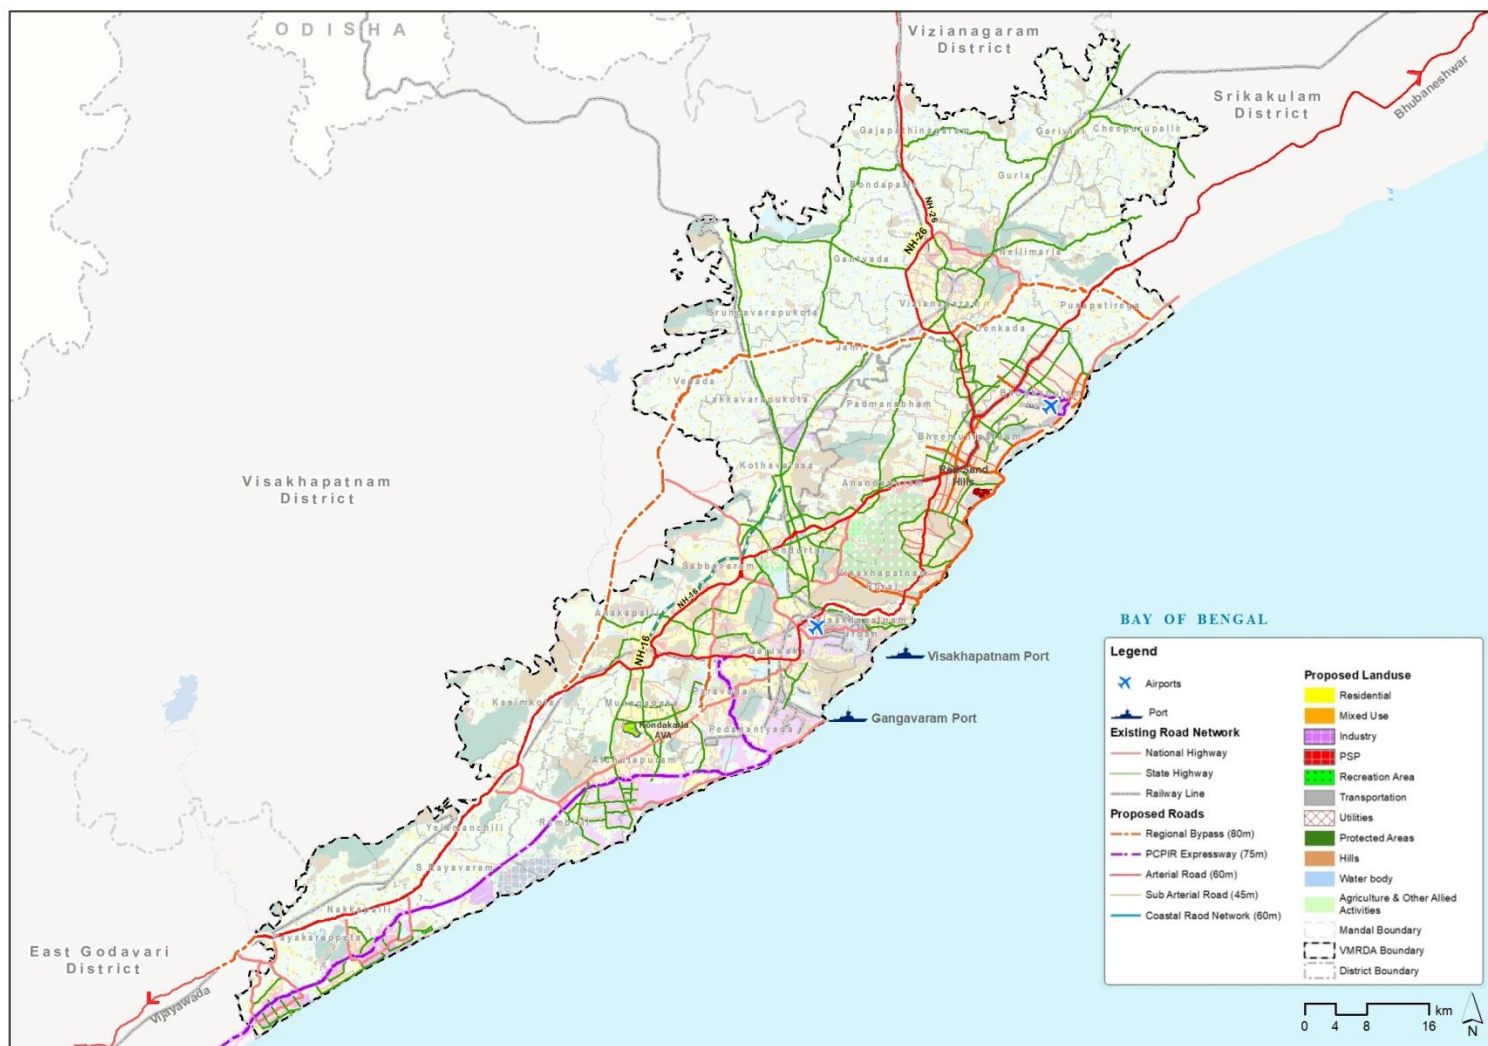 ODISHA
Vizianagaram
District
Srikakulam
District
Bhubaneshwar
Gajapathinagaram
Garividi
Cheepurupalle
Bondapalli
Gurla
NH-26
NH-26
Gantyada
Nellimarla
Vizianagaram
Pusapatirega
Srungavarapukota
Denkada
Jami
Vepada
Lakkavarapukota
Padmanabham
Bhogapuram
Bheemunipatnam
Kothavalasa
Red Sand
Hills
Anandapuram
Visakhapatnam
District
Pendurthi
Sabbavaram
Visakhapatnam
Rural
NH-16
Anakapalli
NH-16
Visakhapatnam
Urban
Gajuwaka
BAY OF BENGAL
Visakhapatnam Port
Kasimkota
Munagapaka
Paravada
Kondakarla
AVA
Pedagantyada
Gangavaram Port
Atchutapuram
Rambilli
Yelamanchili
S Rayavaram
Nakkapalli
Payakaraopeta
East Godavari
District
Vijayawada
Legend
Airports
Port
Existing Road Network
National Highway
State Highway
Railway Line
Proposed Roads
Regional Bypass (80m)
PCPIR Expressway (75m)
Arterial Road (60m)
Sub Arterial Road (45m)
Coastal Raod Network (60m)
Proposed Landuse
Residential
Mixed Use
Industry
PSP
Recreation Area
Transportation
Utilities
Protected Areas
Hills
Water body
Agriculture & Other Allied
Activities
Mandal Boundary
VMRDA Boundary
District Boundary
km
0 4 8 16
N